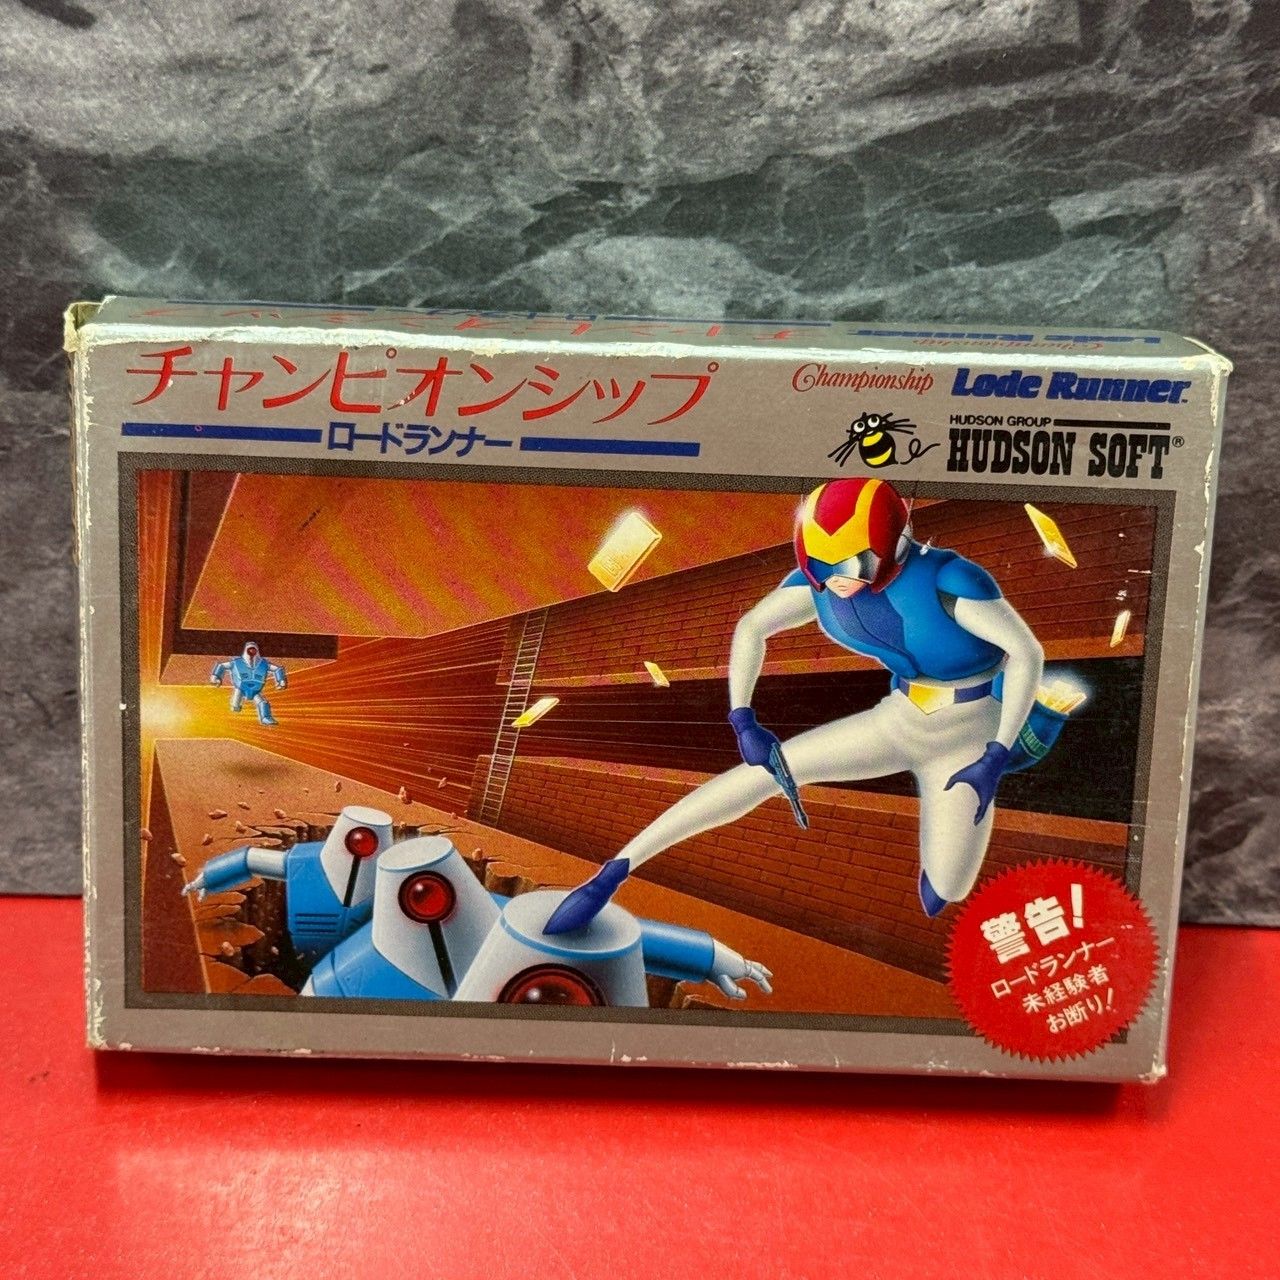 チャンピオンシップ
ロードランナー
Championship Lode Runner™
HUDSON GROUP
HUDSON SOFT®
警告!
ロードランナー
未経験者
お断り!